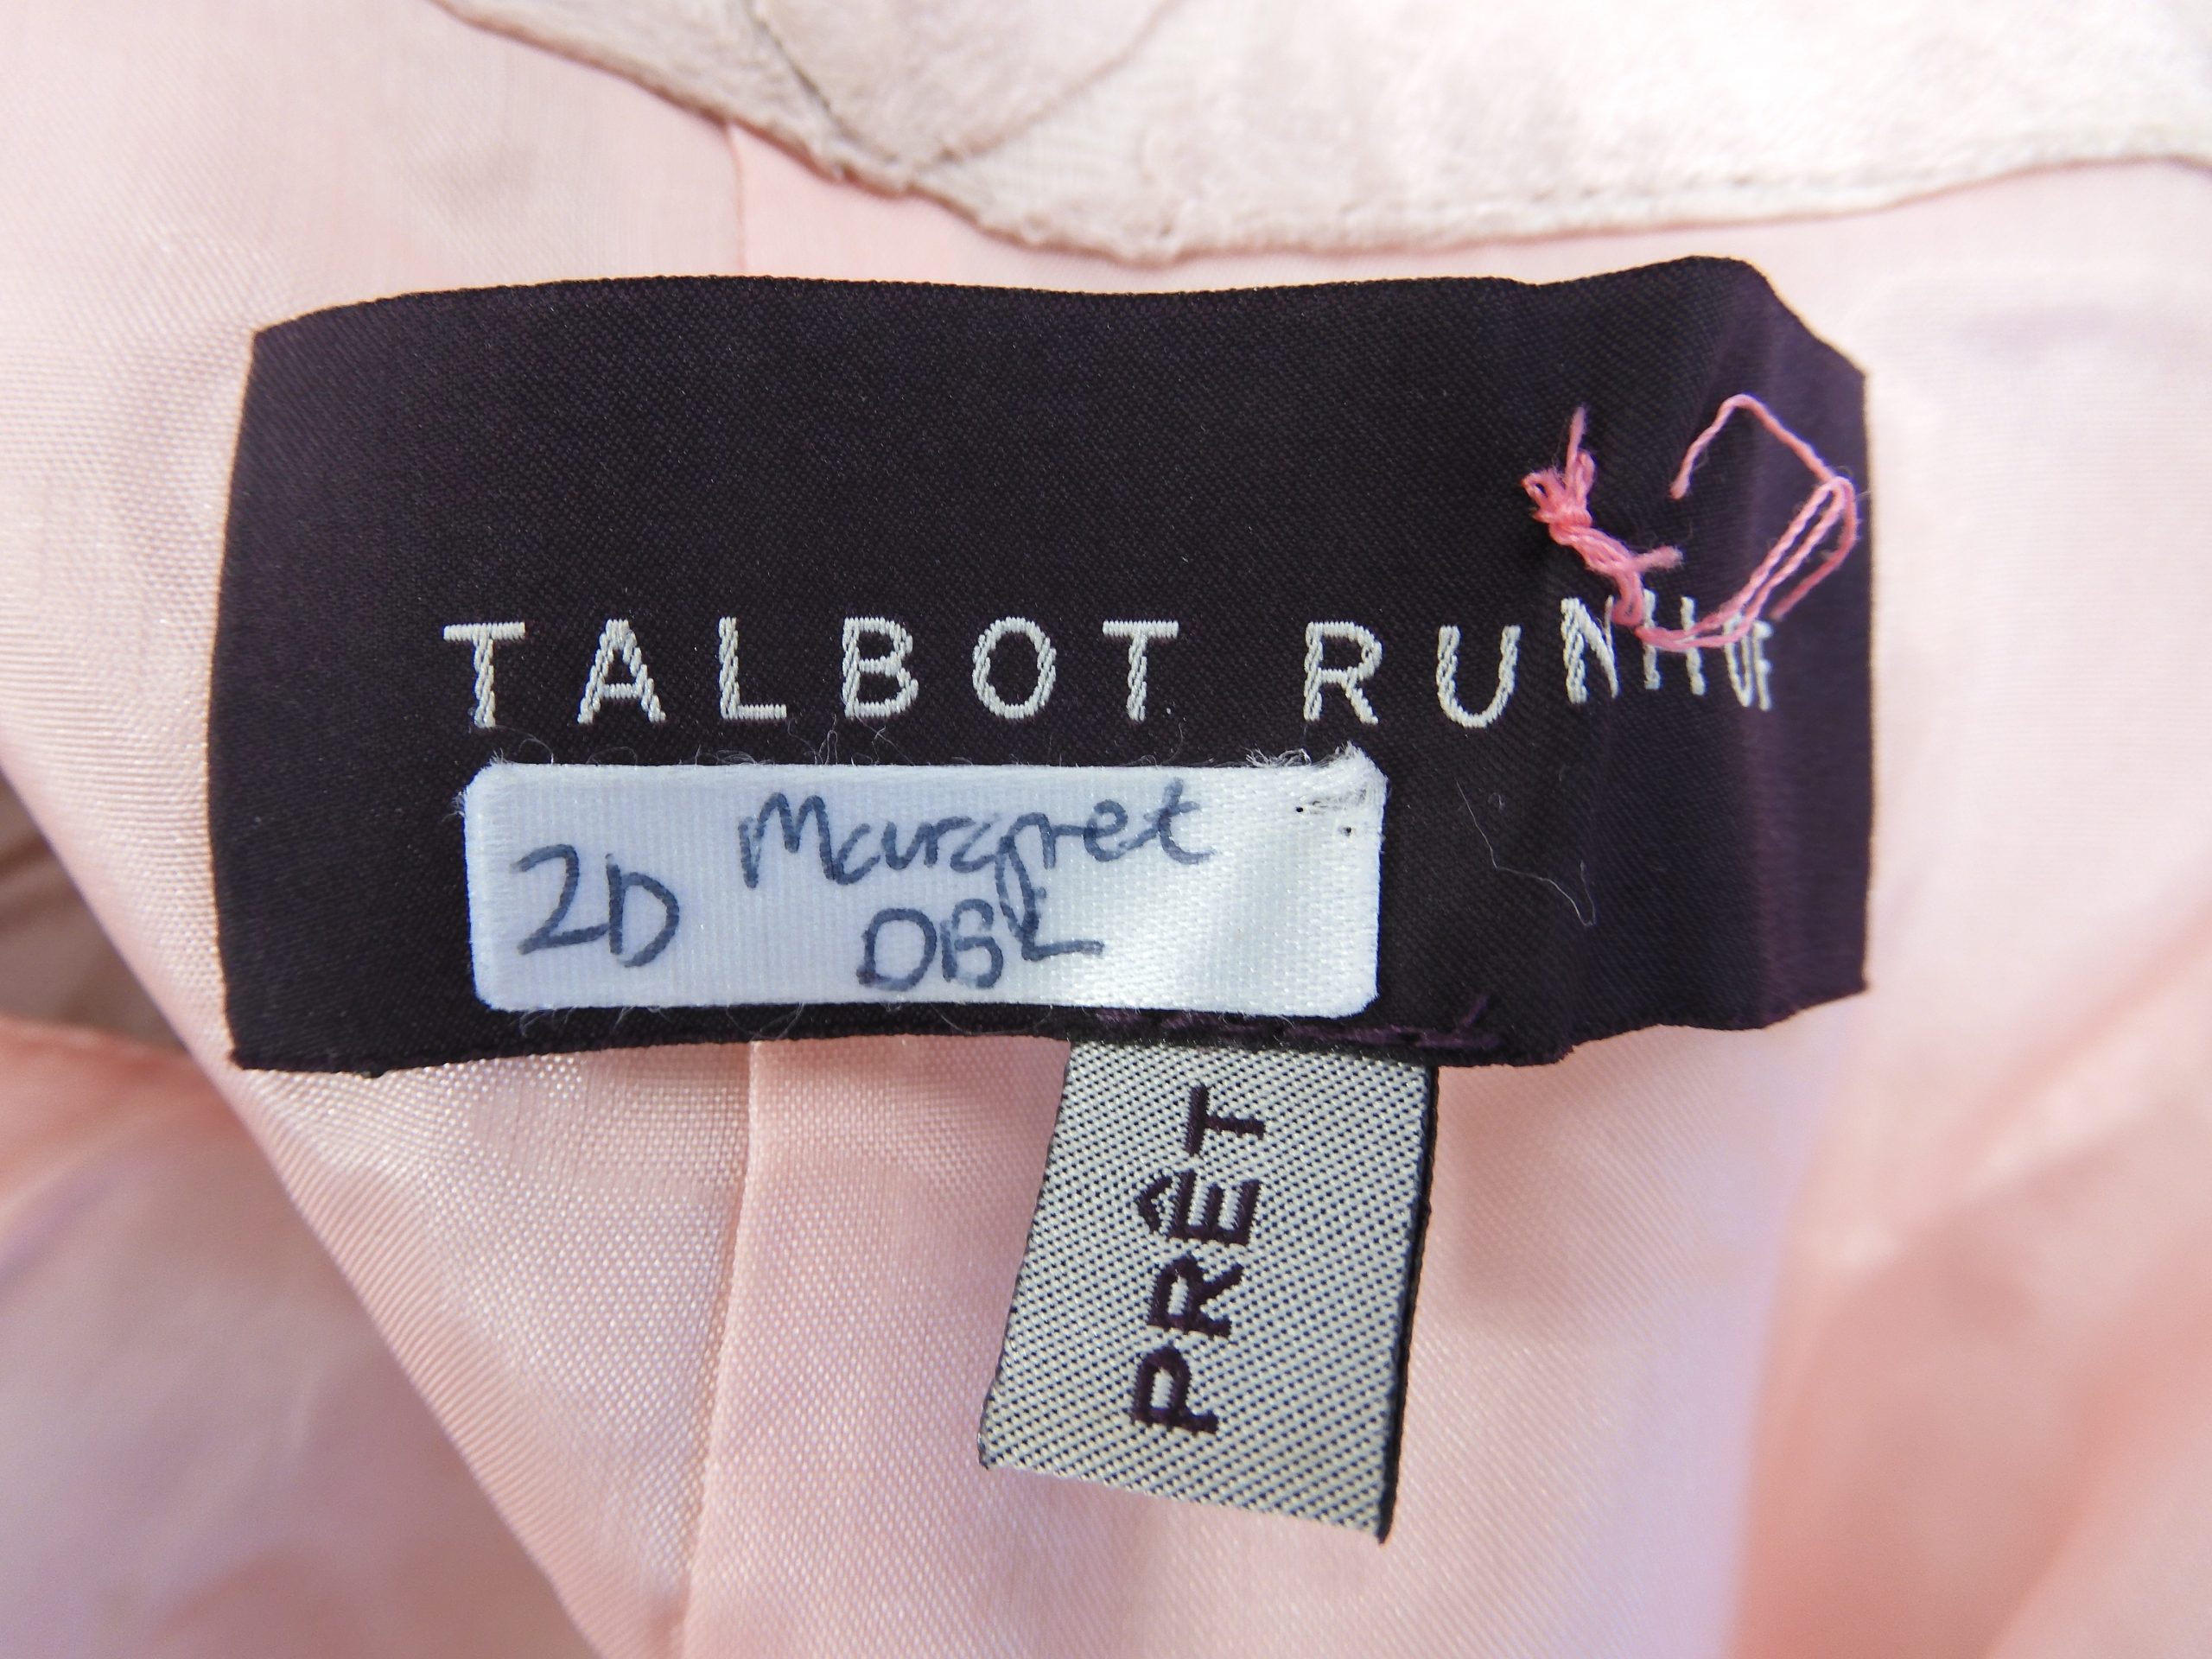 TALBOT RUNHOF
2D Margret
DBL
PRÊT